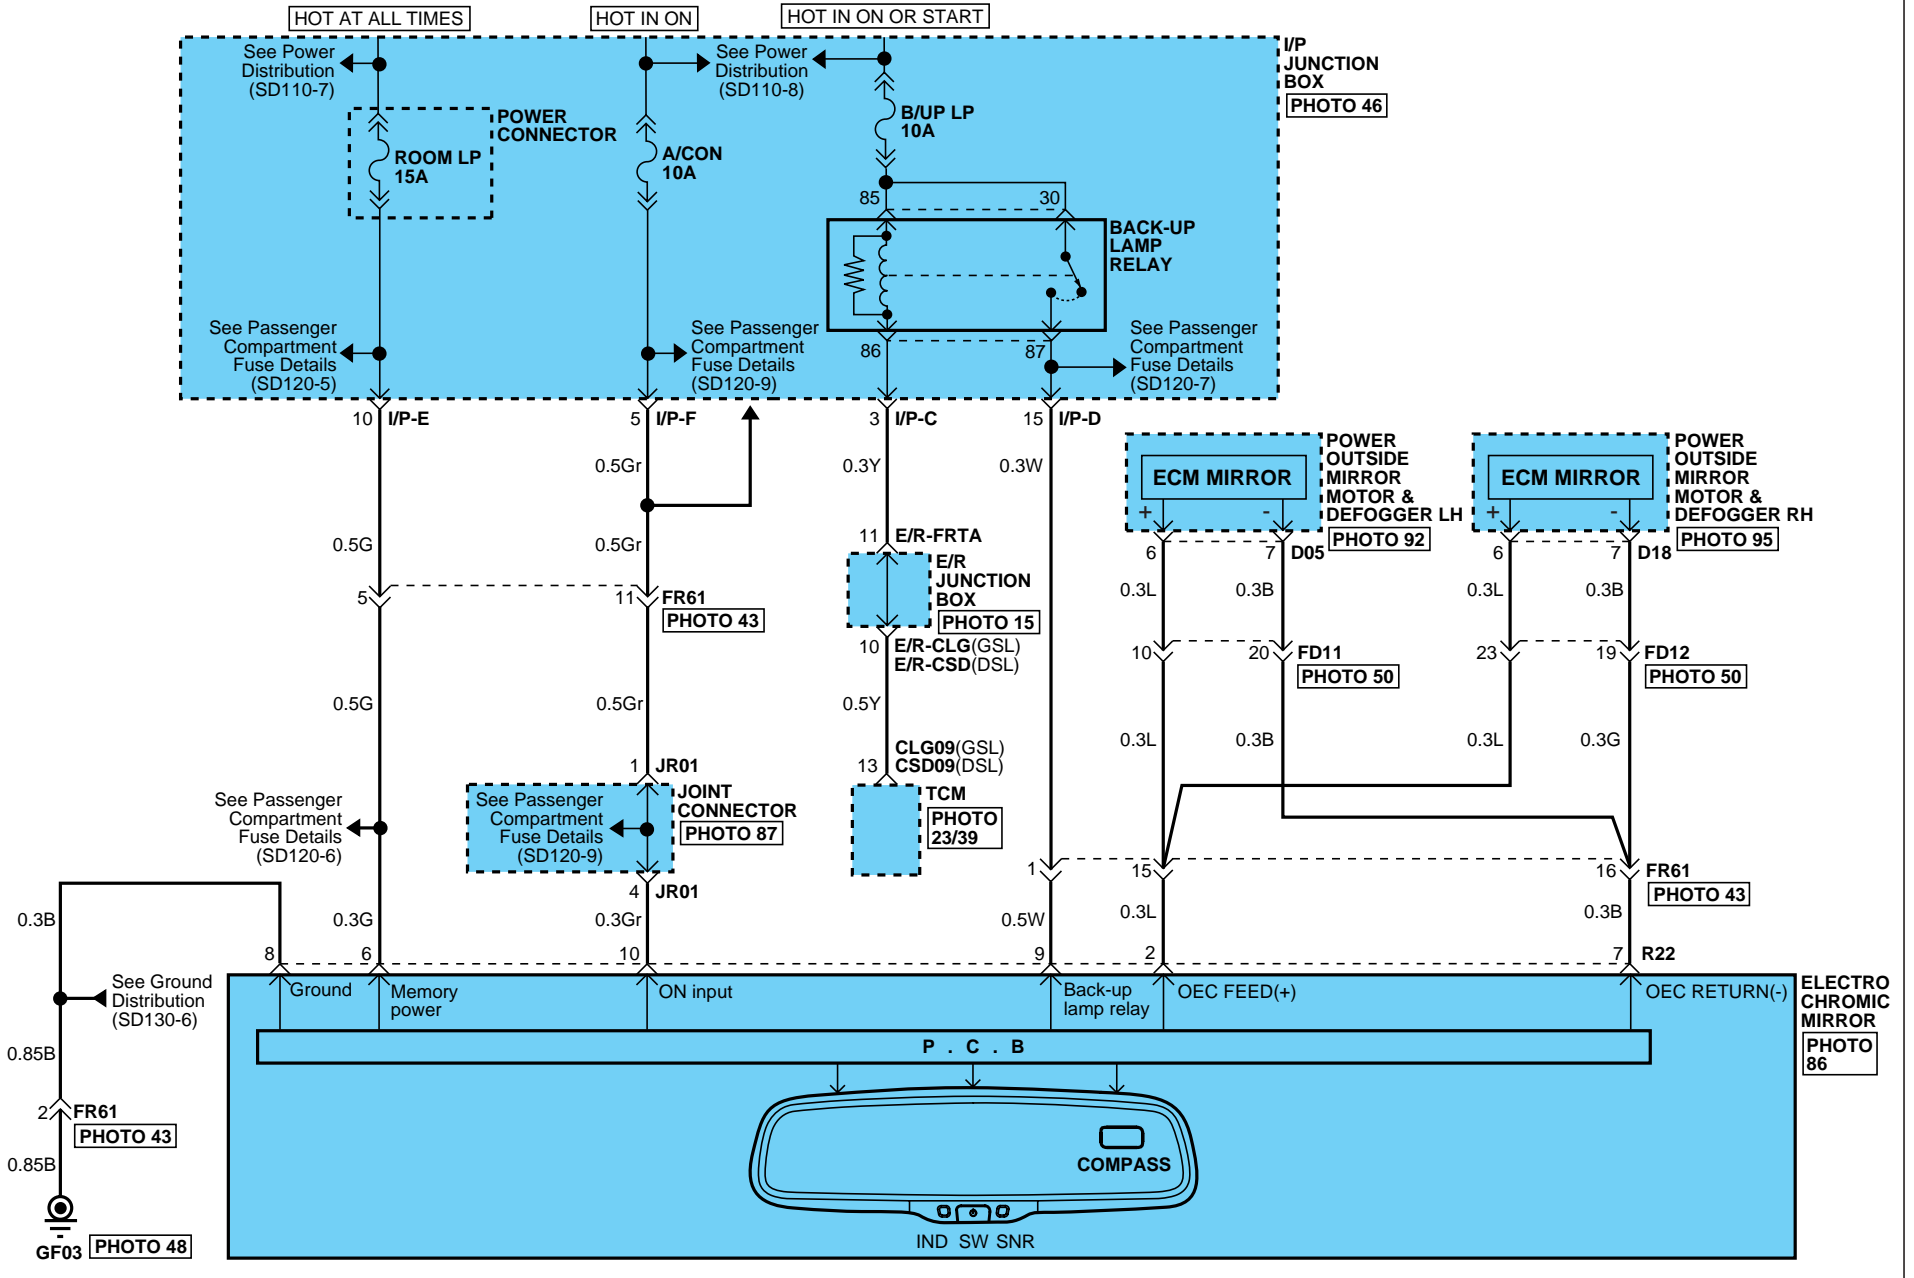 HOT AT ALL TIMES
HOT IN ON
HOT IN ON OR START
See Power
Distribution
(SD110-7)
See Power
Distribution
(SD110-8)
I/P
JUNCTION
BOX
PHOTO 46
POWER
CONNECTOR
ROOM LP
15A
A/CON
10A
B/UP LP
10A
85
30
BACK-UP
LAMP
RELAY
See Passenger
Compartment
Fuse Details
(SD120-5)
See Passenger
Compartment
Fuse Details
(SD120-9)
86
87
See Passenger
Compartment
Fuse Details
(SD120-7)
10 I/P-E
5 I/P-F
3 I/P-C
15 I/P-D
0.5Gr
0.3Y
0.3W
ECM MIRROR
+ -
POWER
OUTSIDE
MIRROR
MOTOR &
DEFOGGER LH
PHOTO 92
ECM MIRROR
+ -
POWER
OUTSIDE
MIRROR
MOTOR &
DEFOGGER RH
PHOTO 95
0.5G
0.5Gr
11 E/R-FRTA
E/R
JUNCTION
BOX
PHOTO 15
6
7 D05
6
7 D18
0.3L
0.3B
0.3L
0.3B
5
11 FR61
PHOTO 43
10 E/R-CLG(GSL)
E/R-CSD(DSL)
10
20 FD11
PHOTO 50
23
19 FD12
PHOTO 50
0.5G
0.5Gr
0.5Y
0.3L
0.3B
0.3L
0.3G
1 JR01
CLG09(GSL)
13 CSD09(DSL)
See Passenger
Compartment
Fuse Details
(SD120-6)
See Passenger
Compartment
Fuse Details
(SD120-9)
JOINT
CONNECTOR
PHOTO 87
TCM
PHOTO
23/39
4 JR01
1
15
16 FR61
PHOTO 43
0.3B
0.3G
0.3Gr
0.5W
0.3L
0.3B
8
6
10
9
2
7 R22
See Ground
Distribution
(SD130-6)
Ground
Memory
power
ON input
Back-up
lamp relay
OEC FEED(+)
OEC RETURN(-)
ELECTRO
CHROMIC
MIRROR
PHOTO
86
P . C . B
0.85B
2 FR61
PHOTO 43
0.85B
GF03 PHOTO 48
COMPASS
IND SW SNR